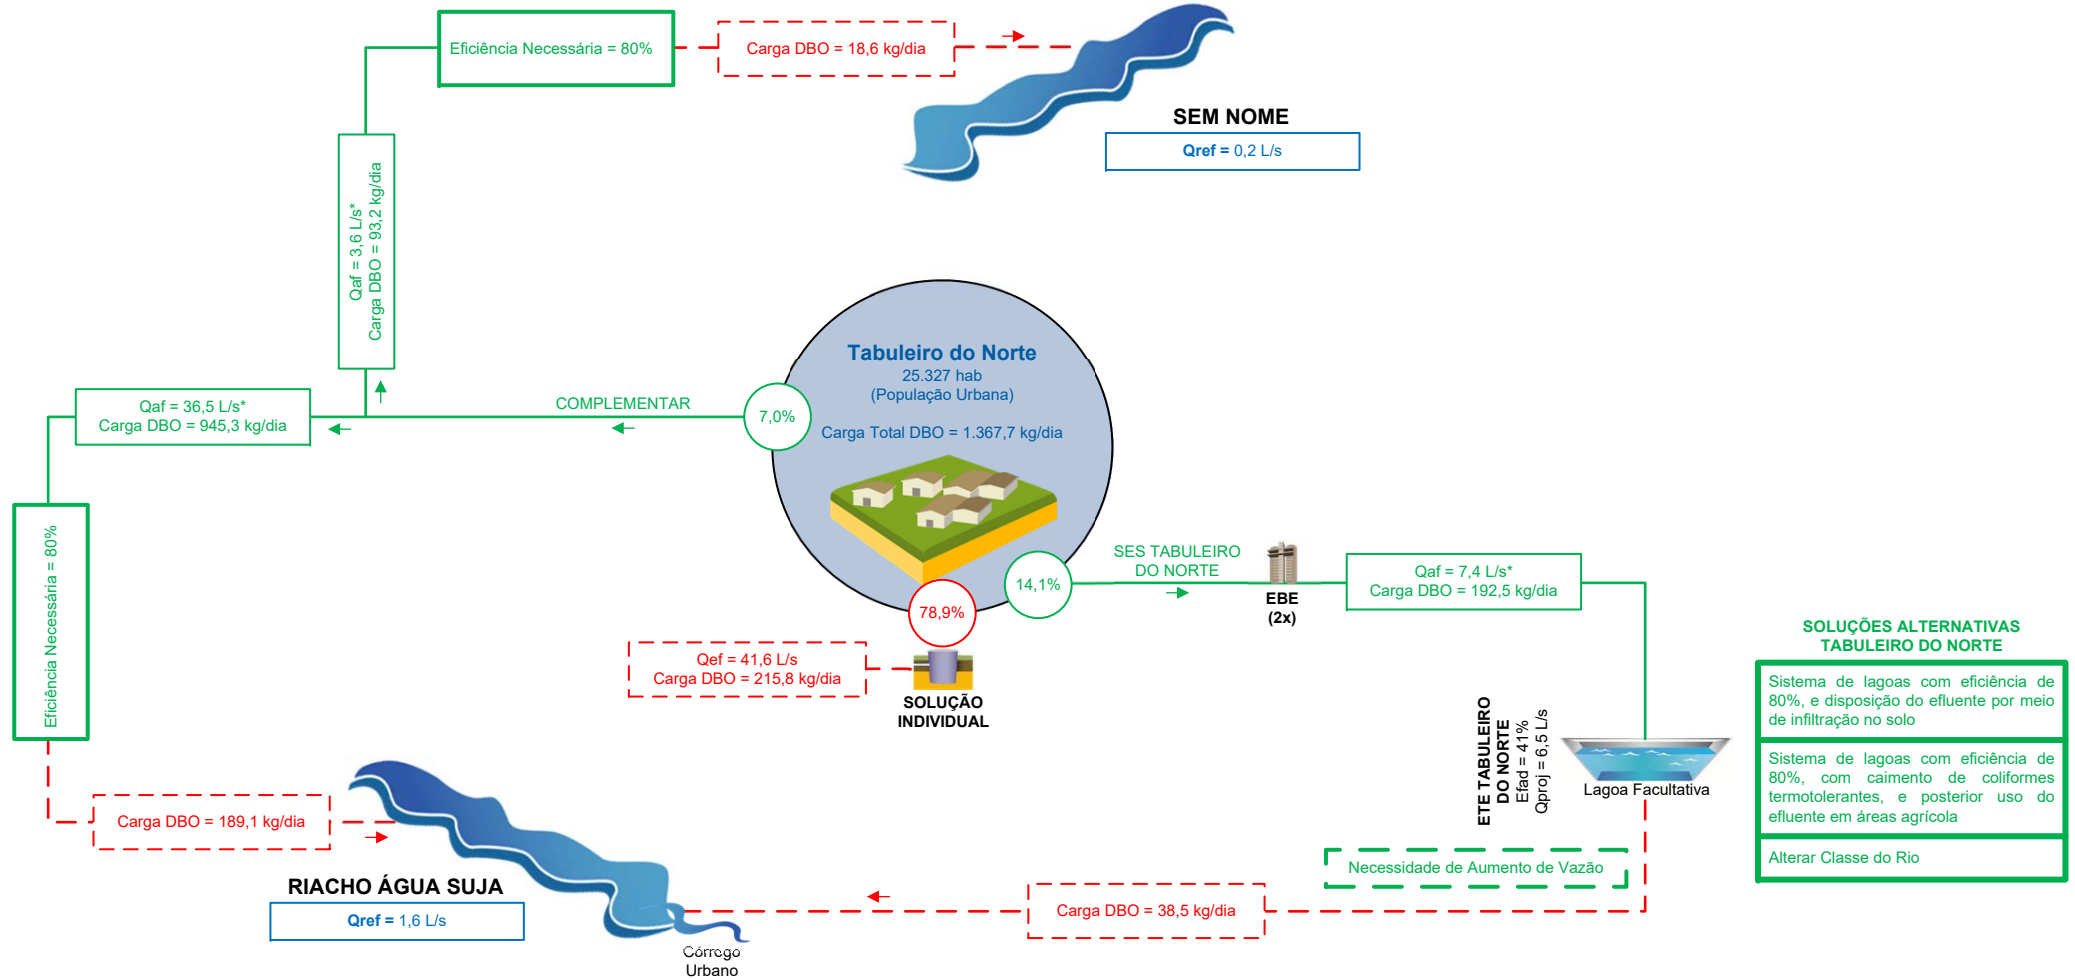 Eficiência Necessária = 80%
Carga DBO = 18,6 kg/dia
SEM NOME
Qref = 0,2 L/s
Qaf = 3,6 L/s*
Carga DBO = 93,2 kg/dia
Tabuleiro do Norte
25.327 hab
(População Urbana)
Carga Total DBO = 1.367,7 kg/dia
7,0%
COMPLEMENTAR
Qaf = 36,5 L/s*
Carga DBO = 945,3 kg/dia
Eficiência Necessária = 80%
Carga DBO = 189,1 kg/dia
RIACHO ÁGUA SUJA
Qref = 1,6 L/s
Córrego
Urbano
78,9%
Qef = 41,6 L/s
Carga DBO = 215,8 kg/dia
SOLUÇÃO
INDIVIDUAL
14,1%
SES TABULEIRO
DO NORTE
EBE
(2x)
Qaf = 7,4 L/s*
Carga DBO = 192,5 kg/dia
ETE TABULEIRO
DO NORTE
Efad = 41%
Qproj = 6,5 L/s
Lagoa Facultativa
Necessidade de Aumento de Vazão
Carga DBO = 38,5 kg/dia
SOLUÇÕES ALTERNATIVAS
TABULEIRO DO NORTE
Sistema de lagoas com eficiência de
80%, e disposição do efluente por meio
de infiltração no solo
Sistema de lagoas com eficiência de
80%, com caimento de coliformes
termotolerantes, e posterior uso do
efluente em áreas agrícola
Alterar Classe do Rio